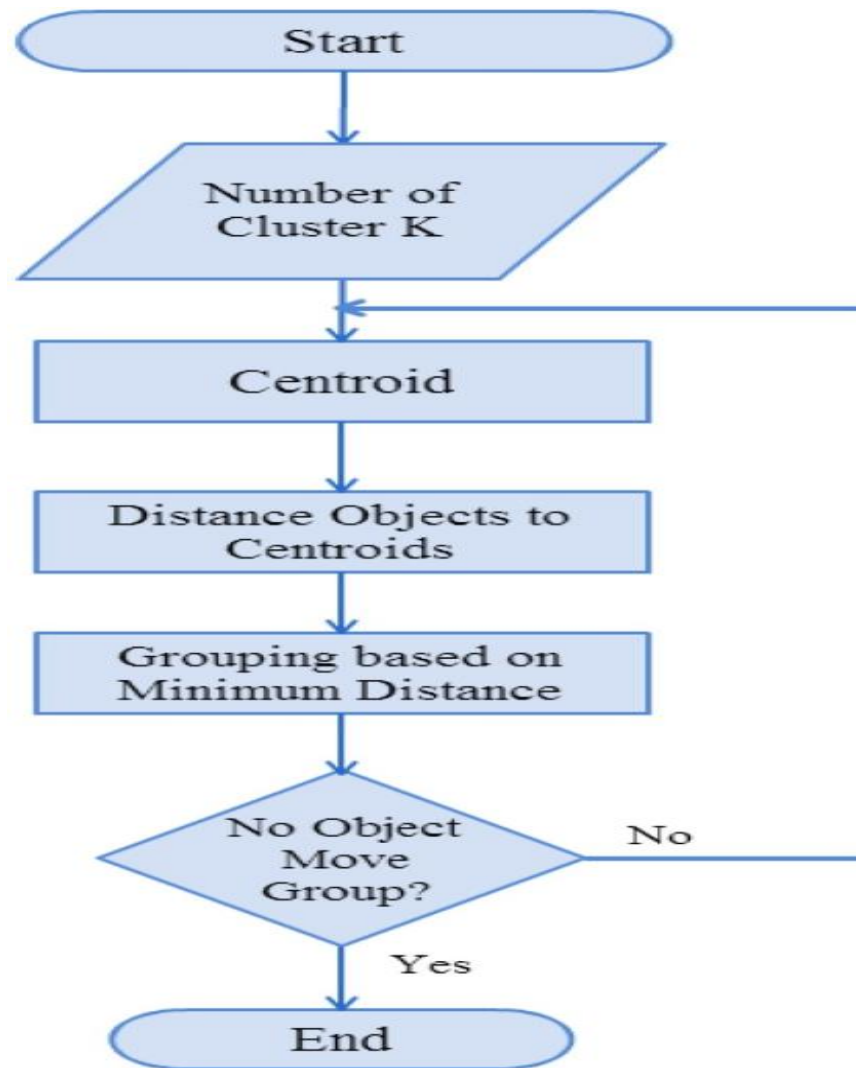 Start
Number of
Cluster K
Centroid
Distance Objects to
Centroids
Grouping based on
Minimum Distance
No Object
Move
Group?
No
Yes
End